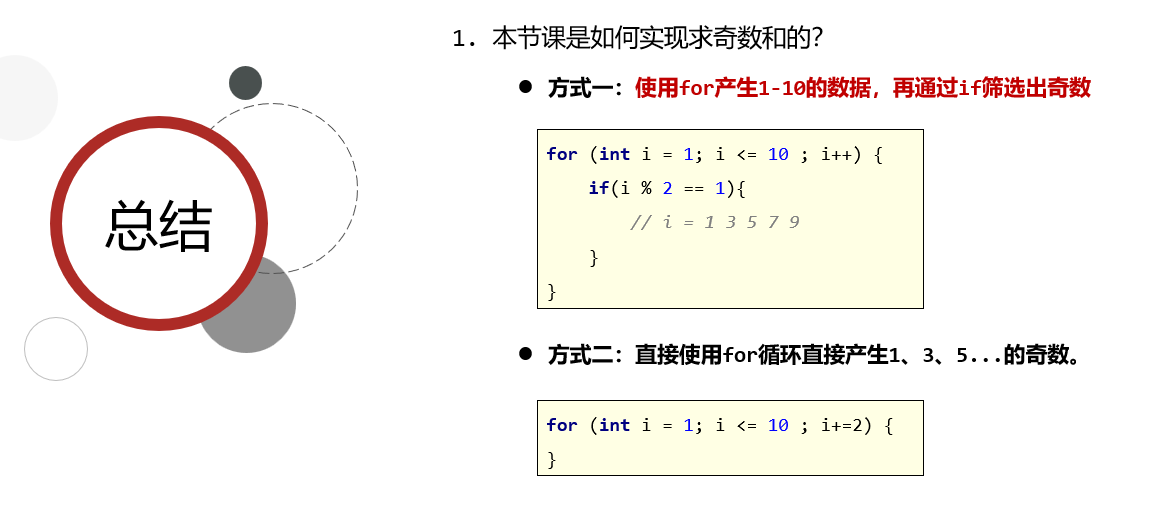 总结
1. 本节课是如何实现求奇数和的？
● 方式一：使用for产生1-10的数据，再通过if筛选出奇数
for (int i = 1; i <= 10 ; i++) {
    if(i % 2 == 1){
        // i = 1 3 5 7 9
    }
}
● 方式二：直接使用for循环直接产生1、3、5...的奇数。
for (int i = 1; i <= 10 ; i+=2) {
}